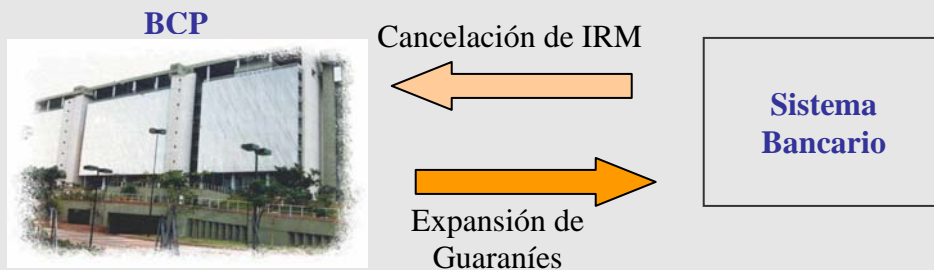 BCP
Cancelación de IRM
Sistema
Bancario
Expansión de
Guaraníes